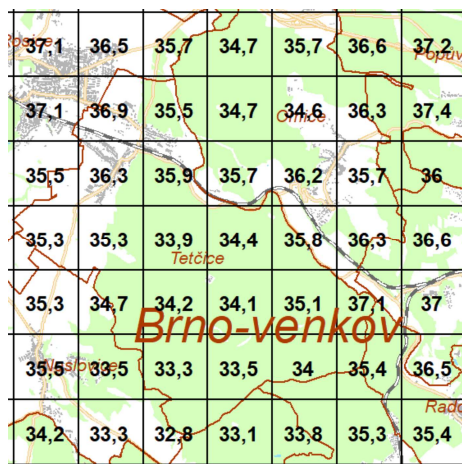 37,1 36,5 35,7 34,7 35,7 36,6 37,2
37,1 36,9 35,5 34,7 34,6 36,3 37,4
35,5 36,3 35,9 35,7 36,2 35,7 36
35,3 35,3 33,9 34,4 35,8 36,3 36,6
Tetčice
35,3 34,7 34,2 34,1 35,1 37,1 37
Brno-venkov
35,5 33,5 33,3 33,5 34 35,4 36,5
Rado
34,2 33,3 32,8 33,1 33,8 35,3 35,4